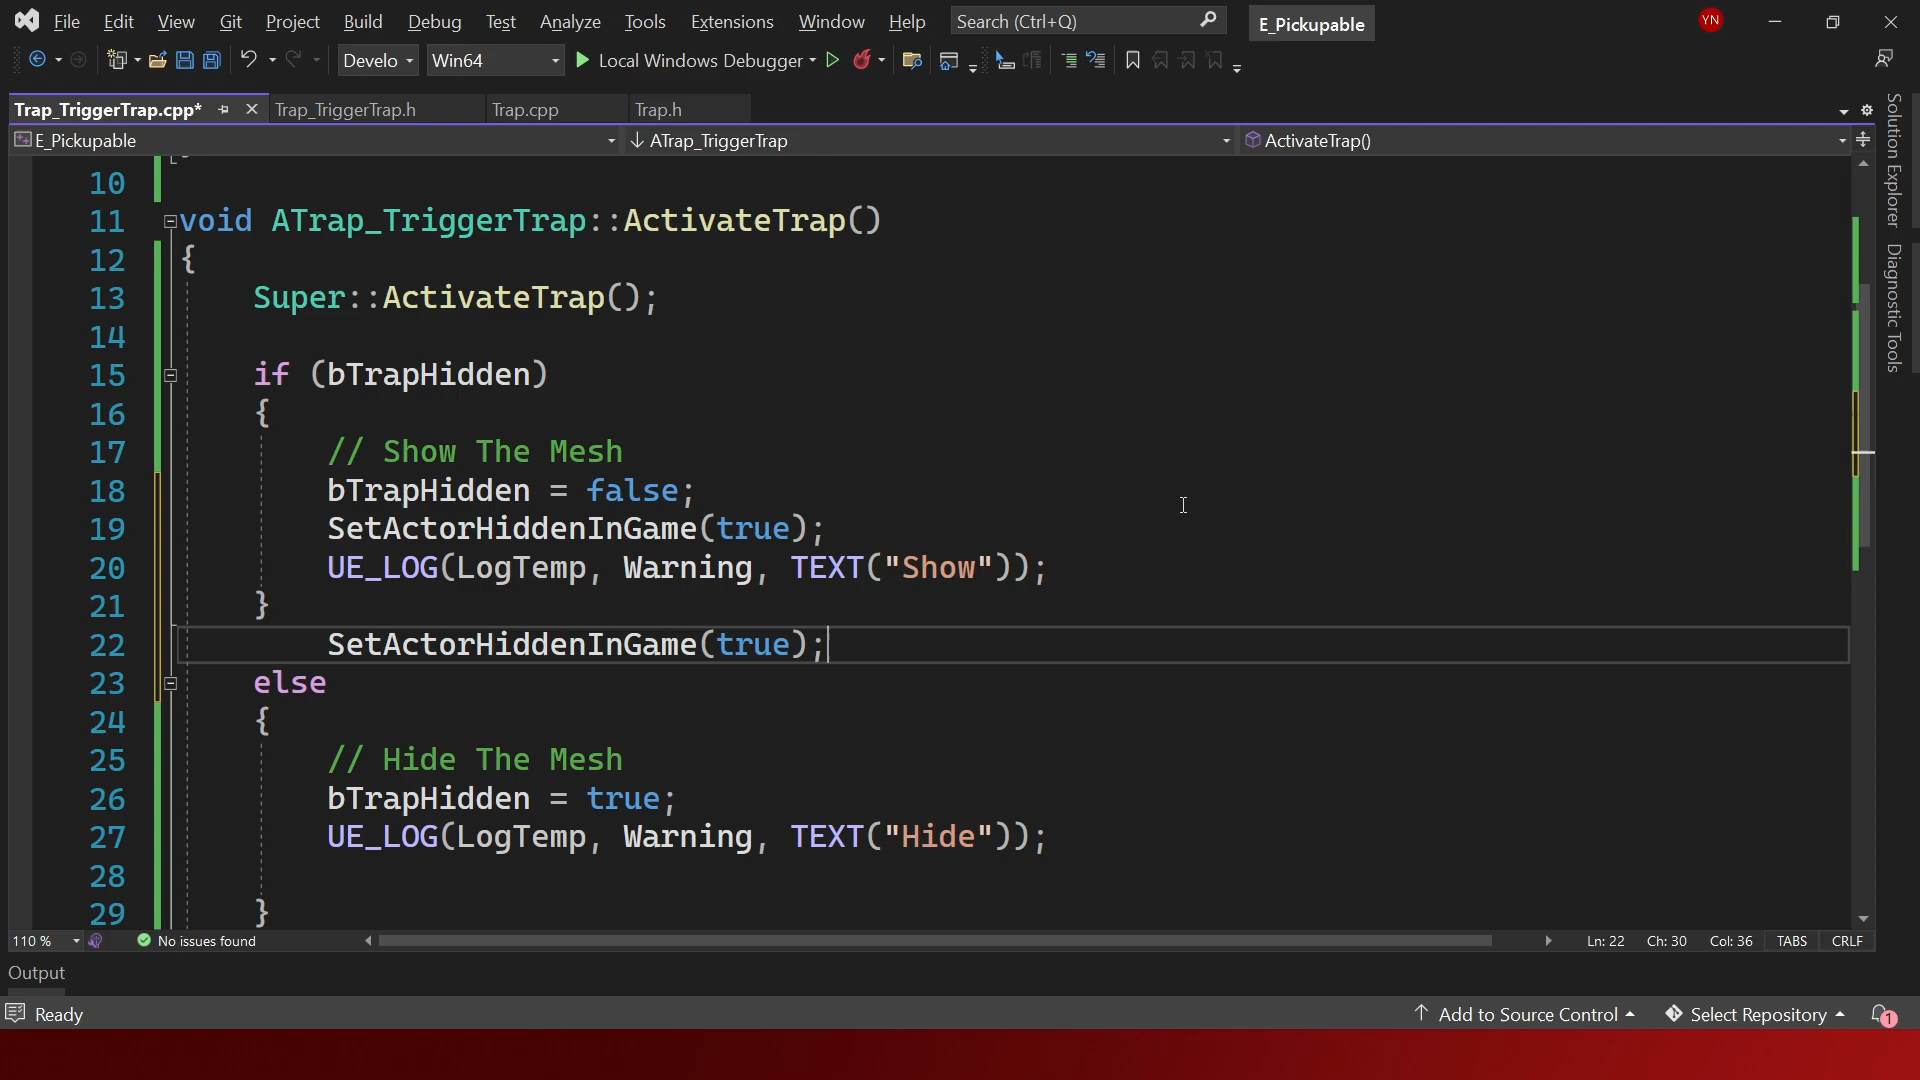 File Edit View Git Project Build Debug Test Analyze Tools Extensions Window Help Search (Ctrl+Q) E_Pickupable YN
Develo Win64 Local Windows Debugger
Trap_TriggerTrap.cpp* Trap_TriggerTrap.h Trap.cpp Trap.h
E_Pickupable ATrap_TriggerTrap ActivateTrap()
Solution Explorer
Diagnostic Tools
10
11 void ATrap_TriggerTrap::ActivateTrap()
12 {
13 Super::ActivateTrap();
14
15 if (bTrapHidden)
16 {
17 // Show The Mesh
18 bTrapHidden = false;
19 SetActorHiddenInGame(true);
20 UE_LOG(LogTemp, Warning, TEXT("Show"));
21 }
22 SetActorHiddenInGame(true);
23 else
24 {
25 // Hide The Mesh
26 bTrapHidden = true;
27 UE_LOG(LogTemp, Warning, TEXT("Hide"));
28
29 }
110 % No issues found Ln: 22 Ch: 30 Col: 36 TABS CRLF
Output
Ready Add to Source Control Select Repository 1